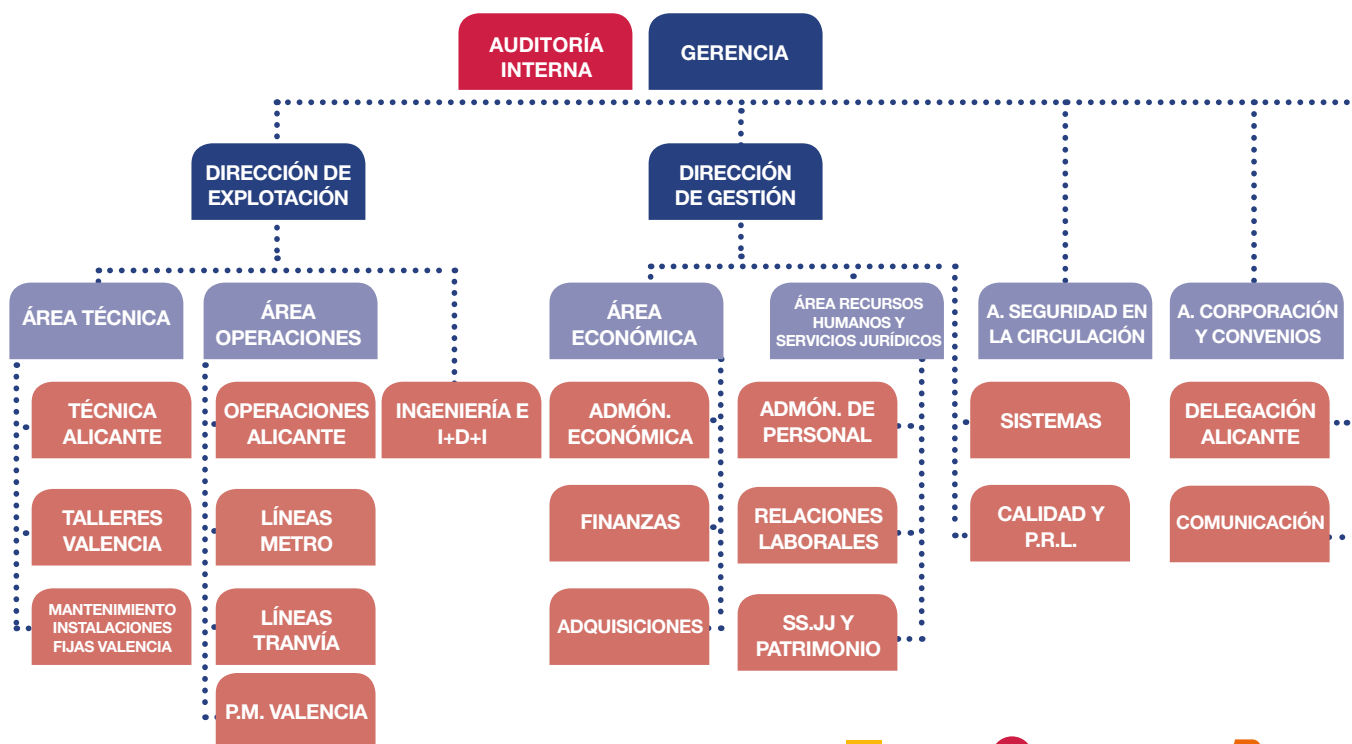 AUDITORÍA
INTERNA
GERENCIA
DIRECCIÓN DE
EXPLOTACIÓN
DIRECCIÓN
DE GESTIÓN
ÁREA TÉCNICA
ÁREA
OPERACIONES
ÁREA
ECONÓMICA
ÁREA RECURSOS
HUMANOS Y
SERVICIOS JURÍDICOS
A. SEGURIDAD EN
LA CIRCULACIÓN
A. CORPORACIÓN
Y CONVENIOS
TÉCNICA
ALICANTE
OPERACIONES
ALICANTE
INGENIERÍA E
I+D+I
ADMÓN.
ECONÓMICA
ADMÓN. DE
PERSONAL
SISTEMAS
DELEGACIÓN
ALICANTE
TALLERES
VALENCIA
LÍNEAS
METRO
FINANZAS
RELACIONES
LABORALES
CALIDAD Y
P.R.L.
COMUNICACIÓN
MANTENIMIENTO
INSTALACIONES
FIJAS VALENCIA
LÍNEAS
TRANVÍA
ADQUISICIONES
SS.JJ Y
PATRIMONIO
P.M. VALENCIA